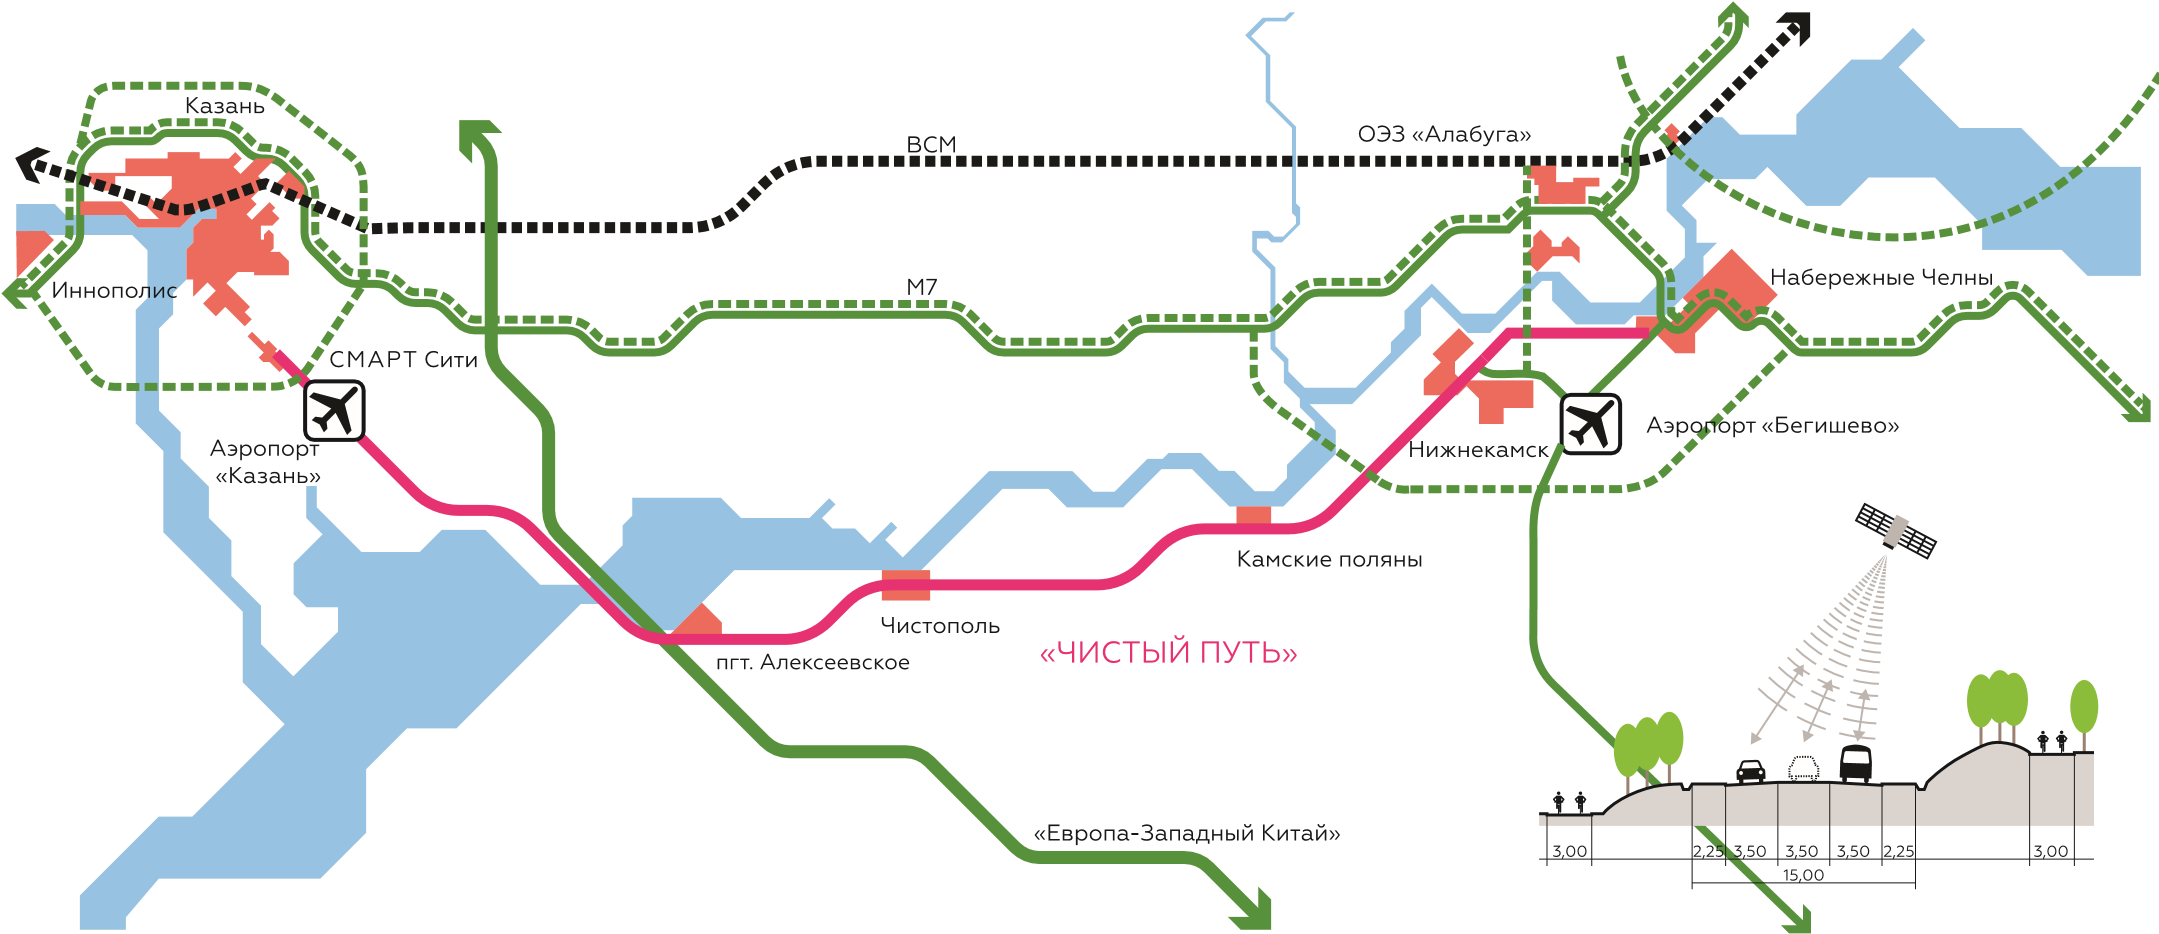 Казань
ВСМ
ОЭЗ «Алабуга»
Иннополис
М7
Набережные Челны
СМАРТ Сити
Аэропорт
«Казань»
Нижнекамск
Аэропорт «Бегишево»
Камские поляны
Чистополь
пгт. Алексеевское
«ЧИСТЫЙ ПУТЬ»
«Европа-Западный Китай»
3,00
2,25
3,50
3,50
3,50
2,25
3,00
15,00